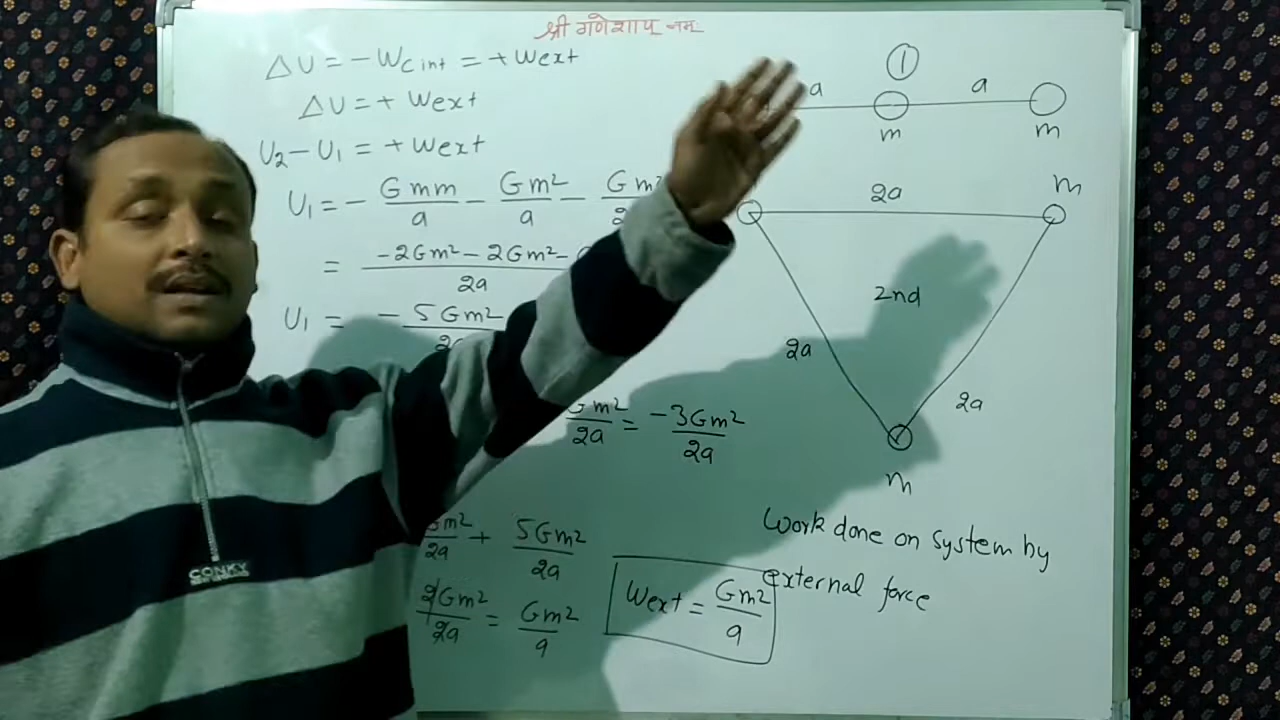 श्री गणेशाय नमः
ΔU = -Wc int = +Wext
ΔU = + Wext
U₂ - U₁ = +Wext
U₁ = - Gmm/a - Gm²/a - Gm²/2
= -2Gm² - 2Gm² - /2a
U₁ = -5Gm²/2a
Gm²/2a = -3Gm²/2a
Gm²/2a + 5Gm²/2a
2Gm²/2a = Gm²/a
Wext = Gm²/a
1
a
a
m
m
2a
m
2nd
2a
2a
m
Work done on system by
external force
CONKY